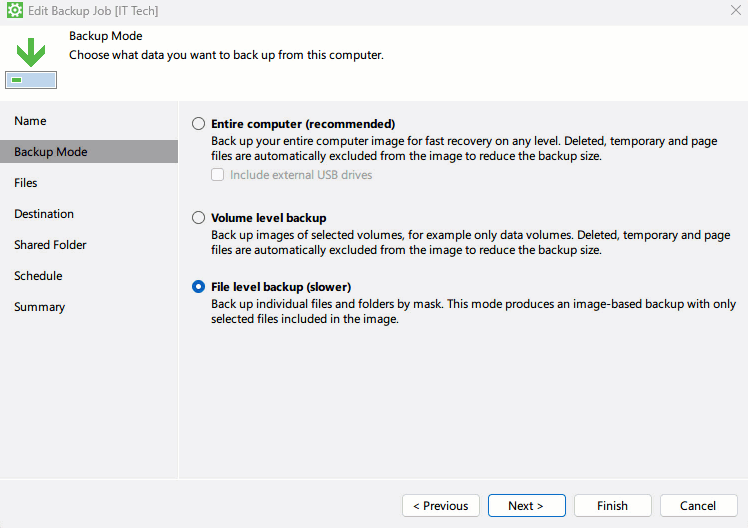 Edit Backup Job [IT Tech]
Backup Mode
Choose what data you want to back up from this computer.
Name
Backup Mode
Files
Destination
Shared Folder
Schedule
Summary
Entire computer (recommended)
Back up your entire computer image for fast recovery on any level. Deleted, temporary and page
files are automatically excluded from the image to reduce the backup size.
Include external USB drives
Volume level backup
Back up images of selected volumes, for example only data volumes. Deleted, temporary and page
files are automatically excluded from the image to reduce the backup size.
File level backup (slower)
Back up individual files and folders by mask. This mode produces an image-based backup with only
selected files included in the image.
< Previous
Next >
Finish
Cancel